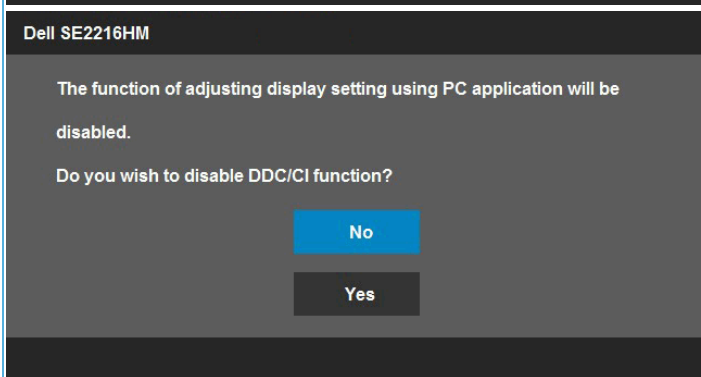 Dell SE2216HM
The function of adjusting display setting using PC application will be
disabled.
Do you wish to disable DDC/CI function?
No
Yes